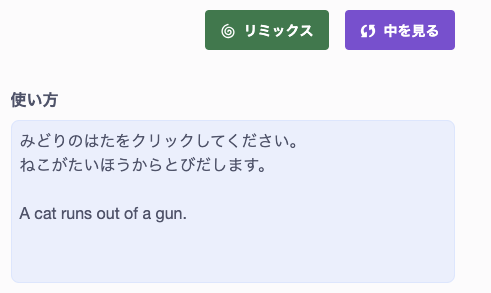 リミックス
中を見る
使い方
みどりのはたをクリックしてください。
ねこがたいほうからとびだします。
A cat runs out of a gun.